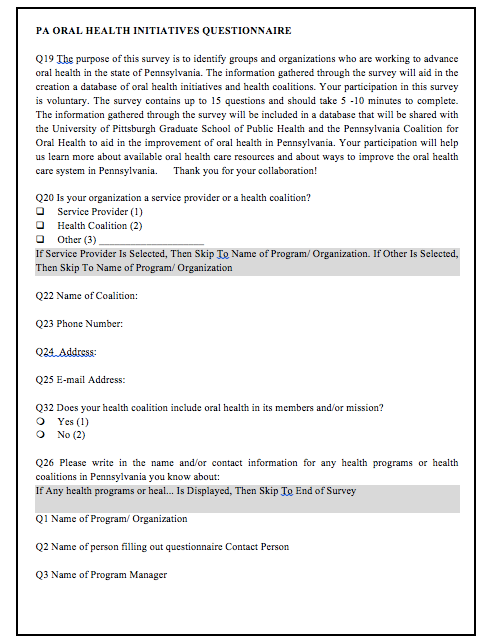 PA ORAL HEALTH INITIATIVES QUESTIONNAIRE
Q19 The purpose of this survey is to identify groups and organizations who are working to advance
oral health in the state of Pennsylvania. The information gathered through the survey will aid in the
creation a database of oral health initiatives and health coalitions. Your participation in this survey
is voluntary. The survey contains up to 15 questions and should take 5 -10 minutes to complete.
The information gathered through the survey will be included in a database that will be shared with
the University of Pittsburgh Graduate School of Public Health and the Pennsylvania Coalition for
Oral Health to aid in the improvement of oral health in Pennsylvania. Your participation will help
us learn more about available oral health care resources and about ways to improve the oral health
care system in Pennsylvania. Thank you for your collaboration!
Q20 Is your organization a service provider or a health coalition?
❑ Service Provider (1)
❑ Health Coalition (2)
❑ Other (3) ____________________
If Service Provider Is Selected, Then Skip To Name of Program/ Organization. If Other Is Selected,
Then Skip To Name of Program/ Organization
Q22 Name of Coalition:
Q23 Phone Number:
Q24 Address:
Q25 E-mail Address:
Q32 Does your health coalition include oral health in its members and/or mission?
○ Yes (1)
○ No (2)
Q26 Please write in the name and/or contact information for any health programs or health
coalitions in Pennsylvania you know about:
If Any health programs or heal... Is Displayed, Then Skip To End of Survey
Q1 Name of Program/ Organization
Q2 Name of person filling out questionnaire Contact Person
Q3 Name of Program Manager